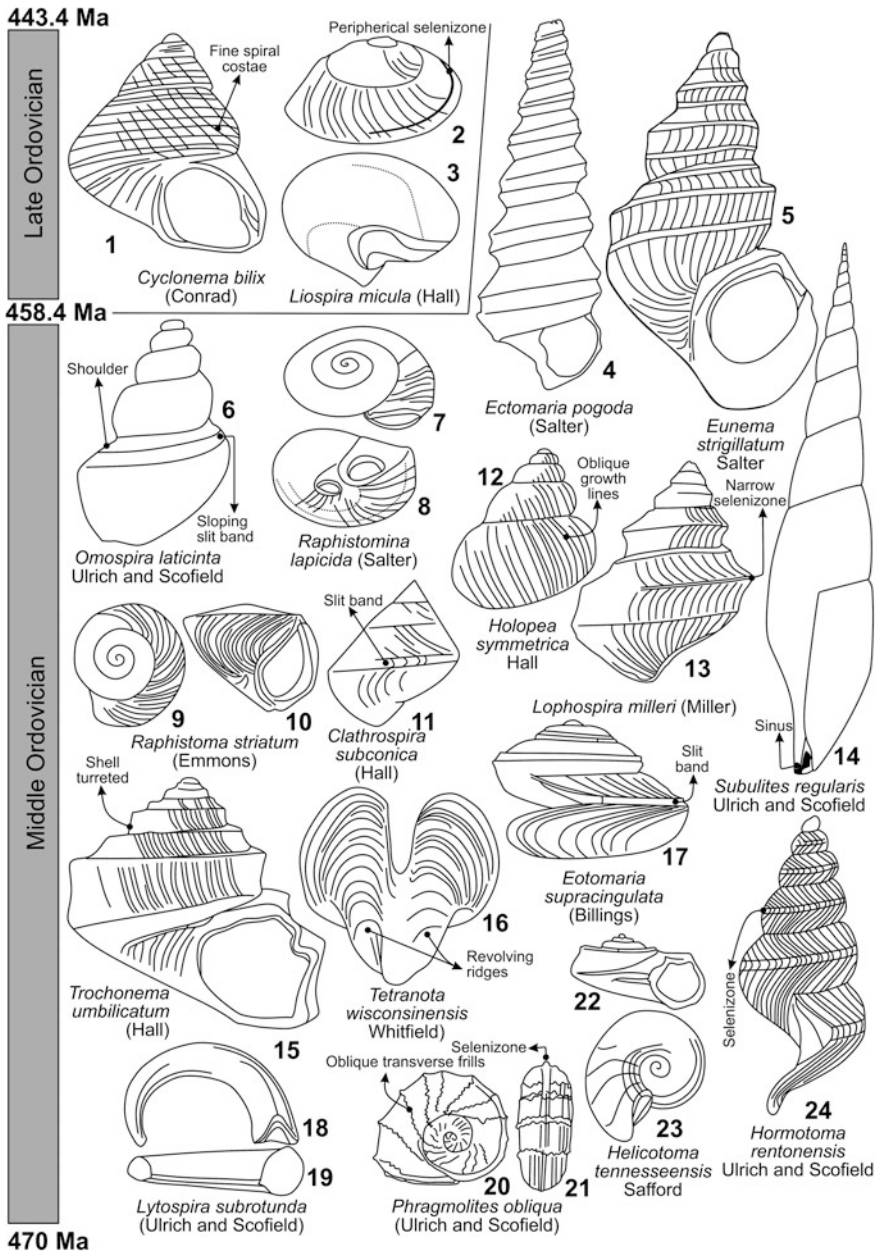 443.4 Ma
Late Ordovician
458.4 Ma
Middle Ordovician
470 Ma
Fine spiral
costae
1
Cyclonema bilix
(Conrad)
Peripherical selenizone
2
3
Liospira micula (Hall)
4
Ectomaria pogoda
(Salter)
5
Eunema
strigillatum
Salter
Shoulder
6
Sloping
slit band
Omospira laticinta
Ulrich and Scofield
7
8
Raphistomina
lapicida (Salter)
9
10
Raphistoma striatum
(Emmons)
Slit band
11
Clathrospira
subconica
(Hall)
12
Oblique
growth
lines
Holopea
symmetrica
Hall
Narrow
selenizone
13
Lophospira milleri (Miller)
Sinus
14
Subulites regularis
Ulrich and Scofield
Shell
turreted
Trochonema
umbilicatum
(Hall)
15
16
Revolving
ridges
Tetranota
wisconsinensis
Whitfield
Slit
band
17
Eotomaria
supracingulata
(Billings)
18
19
Lytospira subrotunda
(Ulrich and Scofield)
Selenizone
Oblique transverse frills
20
21
Phragmolites obliqua
(Ulrich and Scofield)
22
23
Helicotoma
tennesseensis
Safford
Selenizone
24
Hormotoma
rentonensis
Ulrich and Scofield